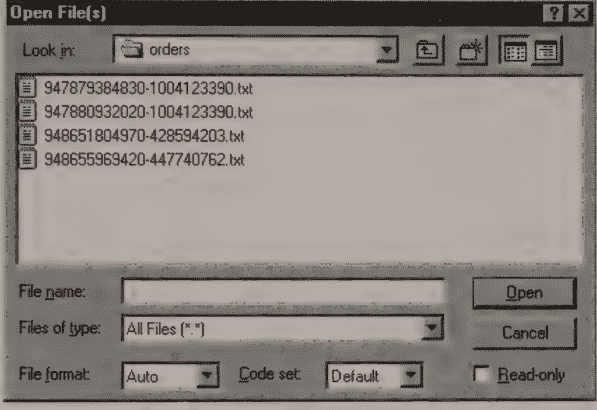 Open File(s)
Look in: orders
947879384830-1004123390.txt
947880932020-1004123390.txt
948651804970-428594203.txt
948655969420-447740762.txt
File name: Open
Files of type: All Files (*.*) Cancel
File format: Auto Code set: Default Read-only